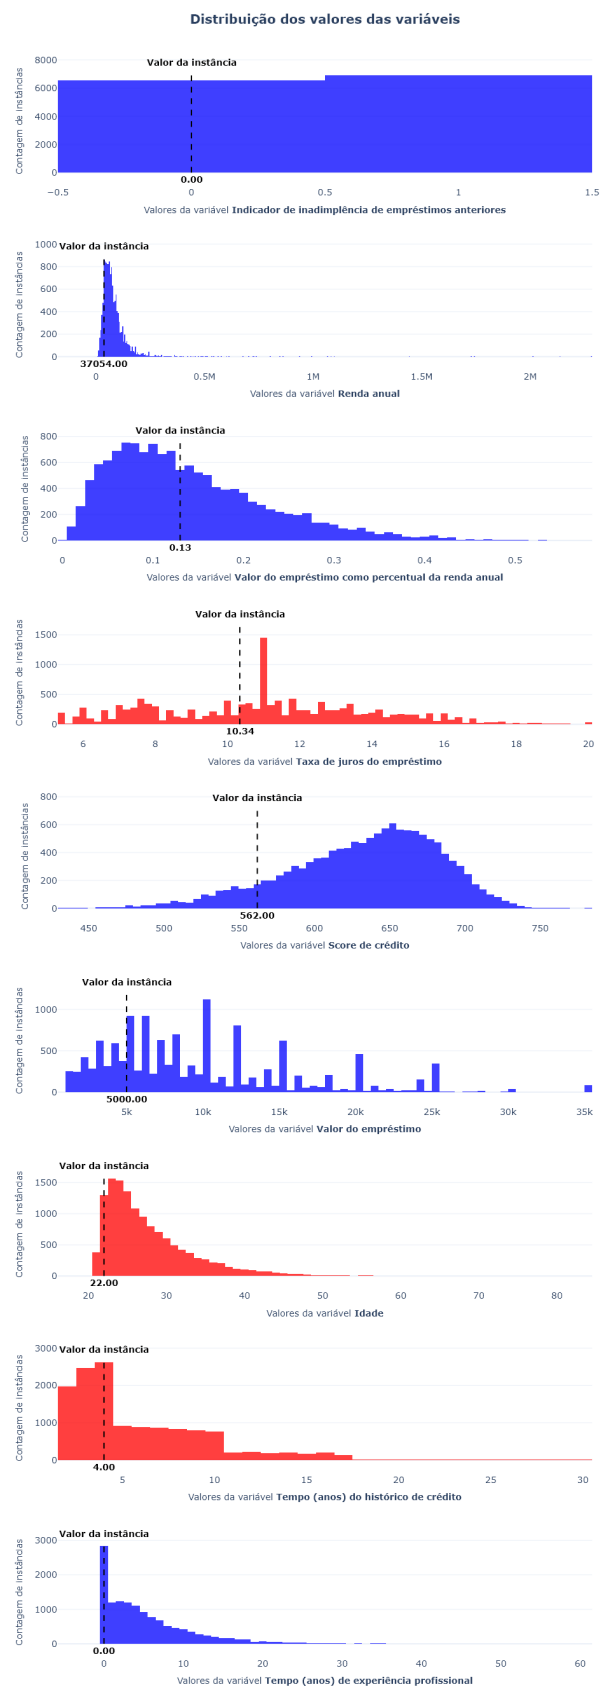 Distribuição dos valores das variáveis
Valor da instância
Contagem de instâncias
8000
6000
4000
2000
0
0.00
−0.5 0 0.5 1 1.5
Valores da variável Indicador de inadimplência de empréstimos anteriores
Valor da instância
Contagem de instâncias
1000
800
600
400
200
0
37054.00
0 0.5M 1M 1.5M 2M
Valores da variável Renda anual
Valor da instância
Contagem de instâncias
800
600
400
200
0
0.13
0 0.1 0.2 0.3 0.4 0.5
Valores da variável Valor do empréstimo como percentual da renda anual
Valor da instância
Contagem de instâncias
1500
1000
500
0
10.34
6 8 10 12 14 16 18 20
Valores da variável Taxa de juros do empréstimo
Valor da instância
Contagem de instâncias
800
600
400
200
0
562.00
450 500 550 600 650 700 750
Valores da variável Score de crédito
Valor da instância
Contagem de instâncias
1000
500
0
5000.00
5k 10k 15k 20k 25k 30k 35k
Valores da variável Valor do empréstimo
Valor da instância
Contagem de instâncias
1500
1000
500
0
22.00
20 30 40 50 60 70 80
Valores da variável Idade
Valor da instância
Contagem de instâncias
3000
2000
1000
0
4.00
5 10 15 20 25 30
Valores da variável Tempo (anos) do histórico de crédito
Valor da instância
Contagem de instâncias
3000
2000
1000
0
0.00
0 10 20 30 40 50 60
Valores da variável Tempo (anos) de experiência profissional